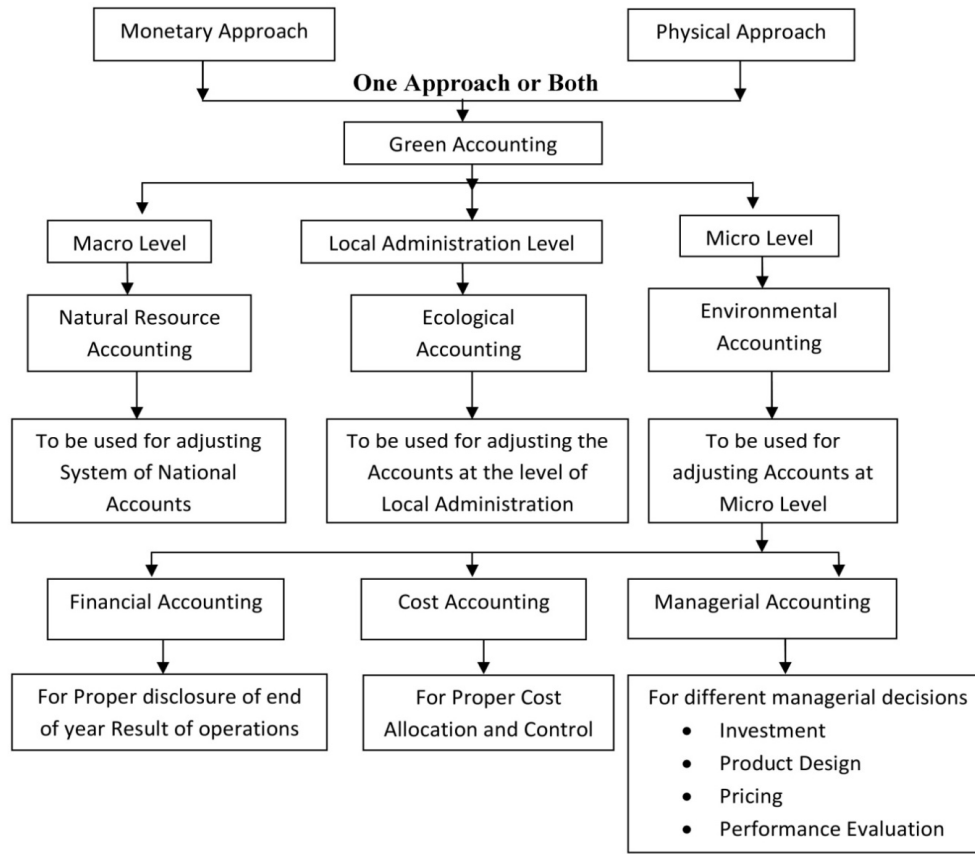 Monetary Approach
Physical Approach
One Approach or Both
Green Accounting
Macro Level
Local Administration Level
Micro Level
Natural Resource
Accounting
Ecological
Accounting
Environmental
Accounting
To be used for adjusting
System of National
Accounts
To be used for adjusting the
Accounts at the level of
Local Administration
To be used for
adjusting Accounts at
Micro Level
Financial Accounting
Cost Accounting
Managerial Accounting
For Proper disclosure of end
of year Result of operations
For Proper Cost
Allocation and Control
For different managerial decisions
• Investment
• Product Design
• Pricing
• Performance Evaluation